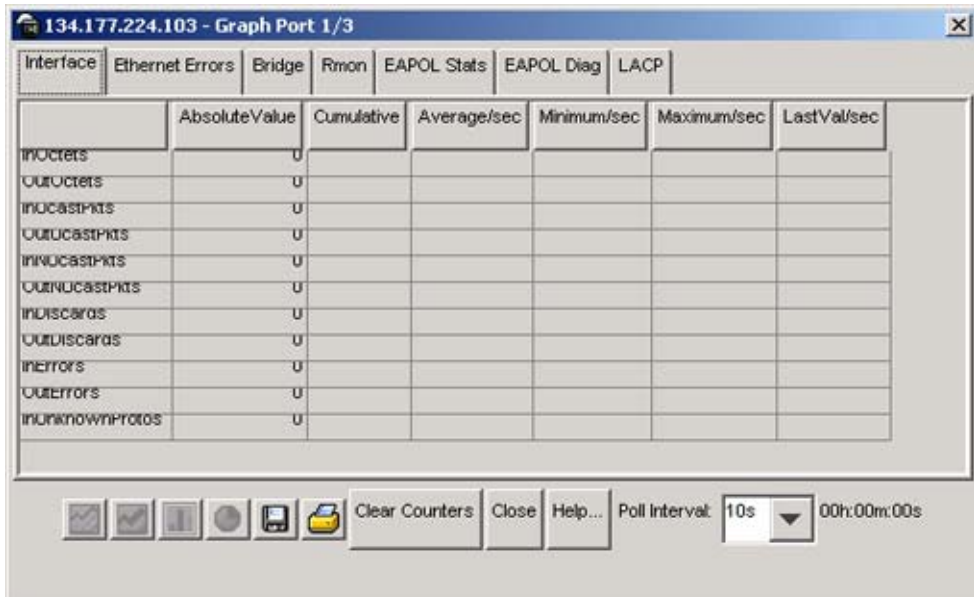 134.177.224.103 - Graph Port 1/3
Interface Ethernet Errors Bridge Rmon EAPOL Stats EAPOL Diag LACP
AbsoluteValue Cumulative Average/sec Minimum/sec Maximum/sec LastVal/sec
InOctets 0
OutOctets 0
InUcastPkts 0
OutUcastPkts 0
InNUcastPkts 0
OutNUcastPkts 0
InDiscards 0
OutDiscards 0
InErrors 0
OutErrors 0
InUnknownProtos 0
Clear Counters Close Help... Poll Interval: 10s 00h:00m:00s